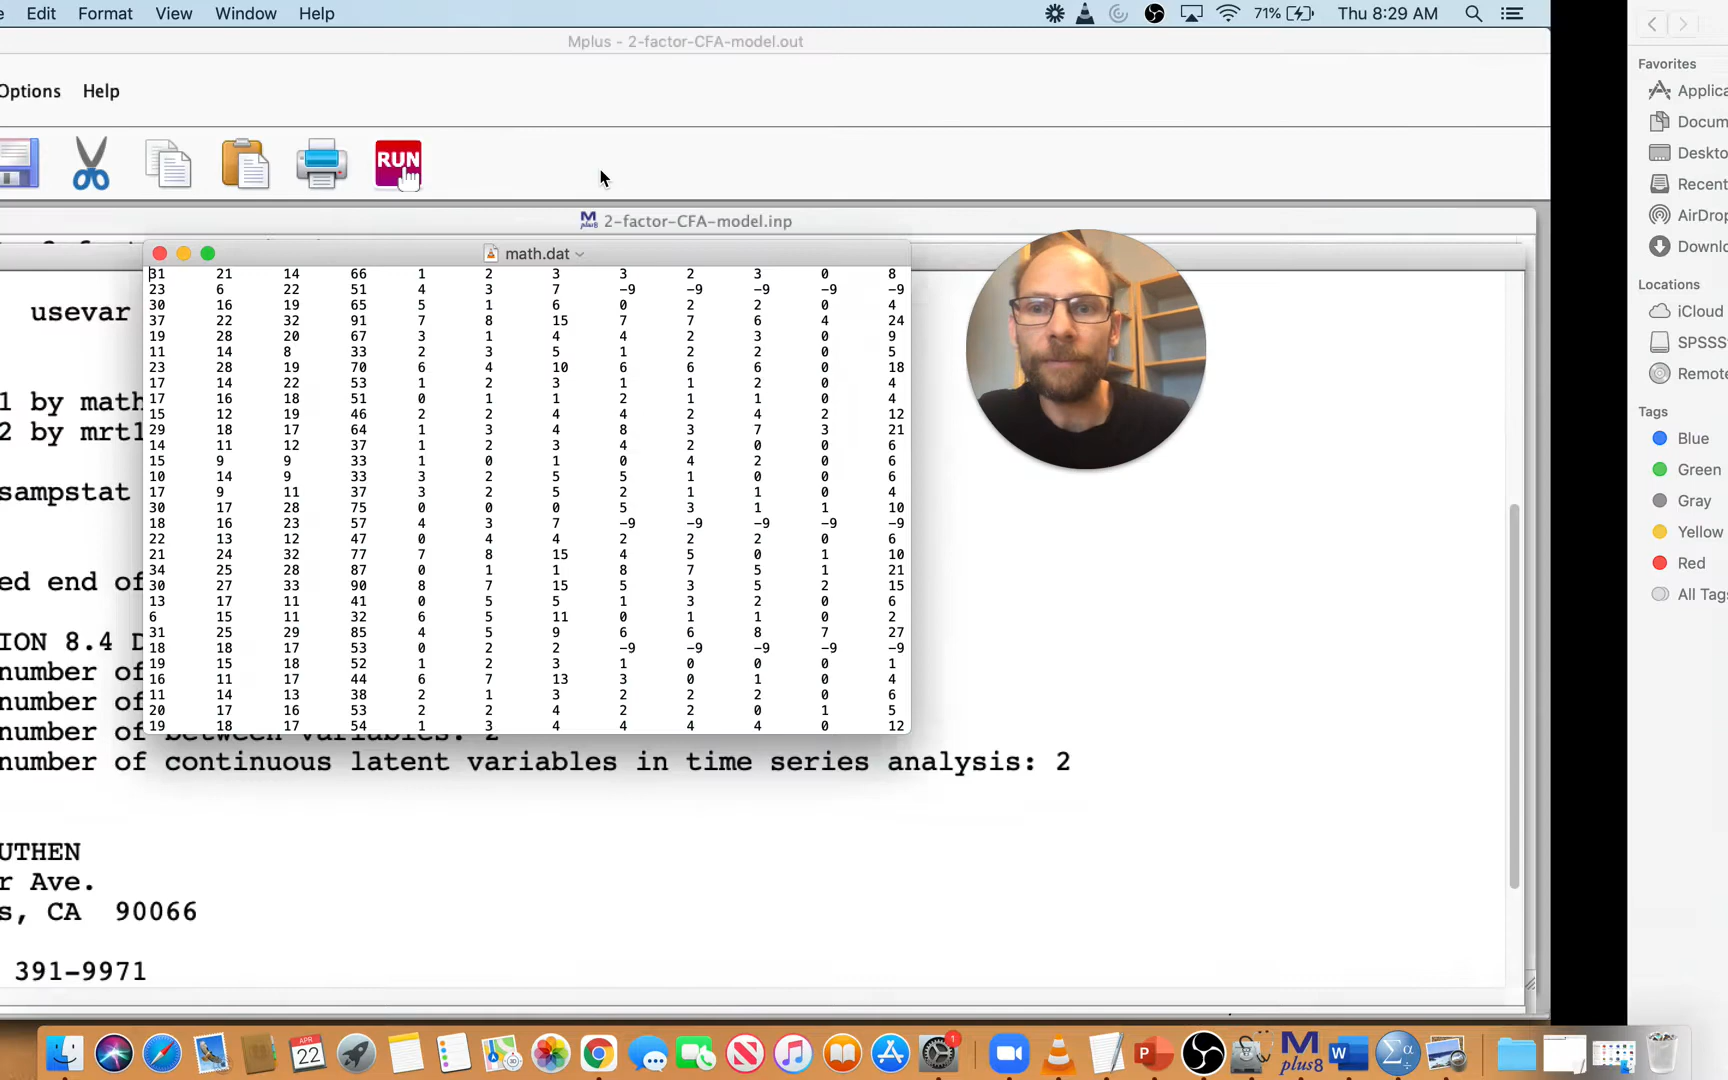 Edit Format View Window Help 71% Thu 8:29 AM
Mplus - 2-factor-CFA-model.out
Options Help
RUN
2-factor-CFA-model.inp
math.dat
31 21 14 66 1 2 3 3 2 3 0 8
23 6 22 51 4 3 7 -9 -9 -9 -9 -9
30 16 19 65 5 1 6 0 2 2 0 4
37 22 32 91 7 8 15 7 7 6 4 24
19 28 20 67 3 1 4 4 2 3 0 9
11 14 8 33 2 3 5 1 2 2 0 5
23 28 19 70 6 4 10 6 6 6 0 18
17 14 22 53 1 2 3 1 1 2 0 4
17 16 18 51 0 1 1 2 1 1 0 4
15 12 19 46 2 2 4 4 2 4 2 12
29 18 17 64 1 3 4 8 3 7 3 21
14 11 12 37 1 2 3 4 2 0 0 6
15 9 9 33 1 0 1 0 4 2 0 6
10 14 9 33 3 2 5 5 1 0 0 6
17 9 11 37 3 2 5 2 1 1 0 4
30 17 28 75 0 0 0 5 3 1 1 10
18 16 23 57 4 3 7 -9 -9 -9 -9 -9
22 13 12 47 0 4 4 2 2 2 0 6
21 24 32 77 7 8 15 4 5 0 1 10
34 25 28 87 0 1 1 8 7 5 1 21
30 27 33 90 8 7 15 5 3 5 2 15
13 17 11 41 0 5 5 1 3 2 0 6
6 15 11 32 6 5 11 0 1 1 0 2
31 25 29 85 4 5 9 6 6 8 7 27
18 18 17 53 0 2 2 -9 -9 -9 -9 -9
19 15 18 52 1 2 3 1 0 0 0 1
16 11 17 44 6 7 13 3 0 1 0 4
11 14 13 38 2 1 3 2 2 2 0 6
20 17 16 53 2 2 4 2 2 0 1 5
19 18 17 54 1 3 4 4 4 4 0 12
usevar
1 by math
2 by mrt1
sampstat
ed end of
ION 8.4 D
number of
number of
number of between variables: 2
number of continuous latent variables in time series analysis: 2
UTHEN
r Ave.
s, CA 90066
391-9971
Favorites
Applica
Docum
Deskto
Recent
AirDrop
Downlo
Locations
iCloud
SPSSS
Remote
Tags
Blue
Green
Gray
Yellow
Red
All Tags
APR
22
1
M
plus8
W
P
Σα